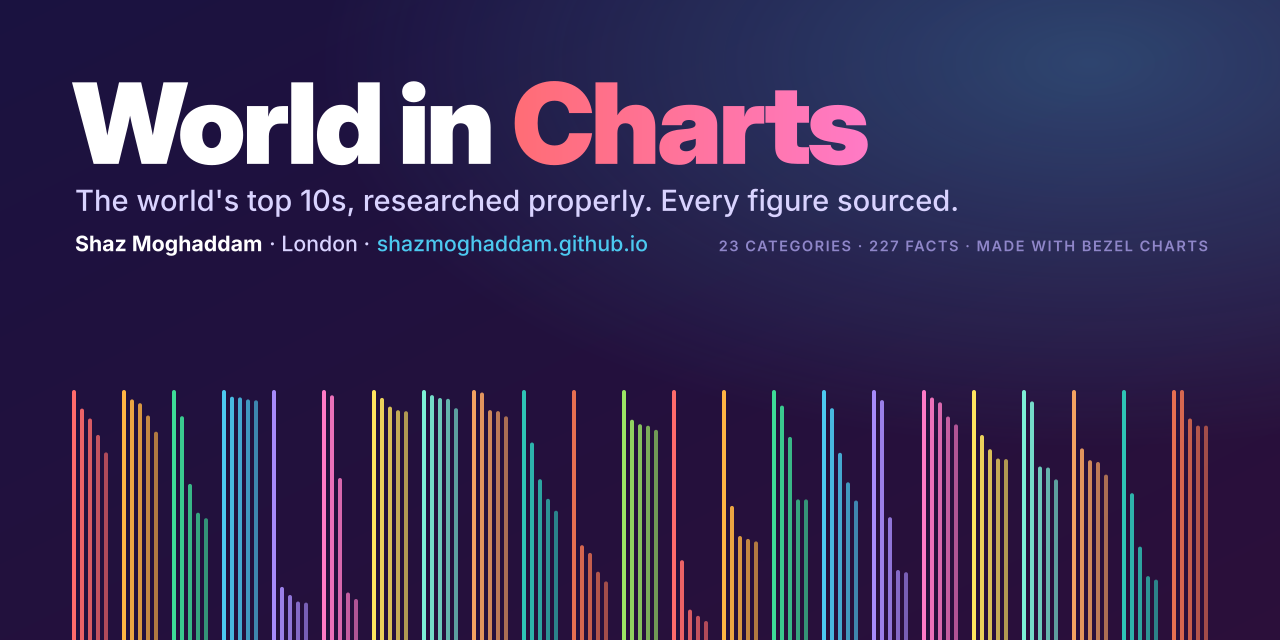 World in Charts
The world's top 10s, researched properly. Every figure sourced.
Shaz Moghaddam · London · shazmoghaddam.github.io
23 CATEGORIES · 227 FACTS · MADE WITH BEZEL CHARTS